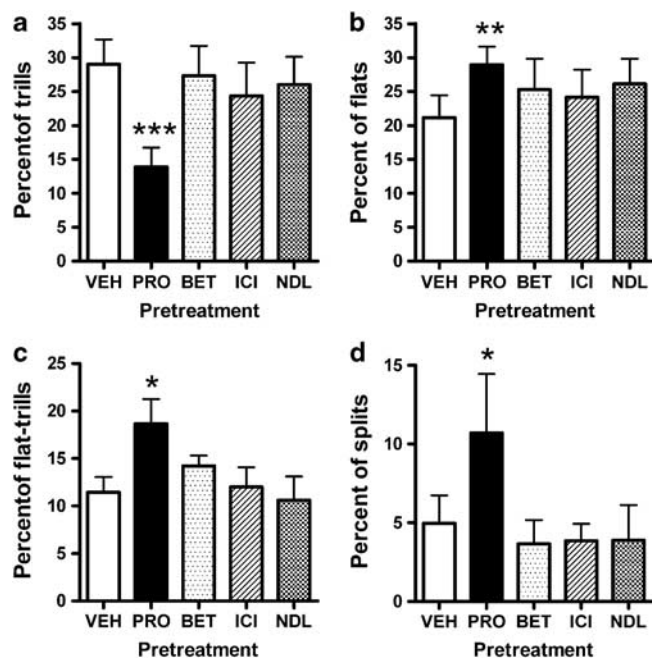 a
Percent of trills
35
30
25
20
15
10
5
0
***
VEH PRO BET ICI NDL
Pretreatment
b
Percent of flats
35
30
25
20
15
10
5
0
**
VEH PRO BET ICI NDL
Pretreatment
c
Percentof flat-trills
25
20
15
10
5
0
*
VEH PRO BET ICI NDL
Pretreatment
d
Percent of splits
15
10
5
0
*
VEH PRO BET ICI NDL
Pretreatment